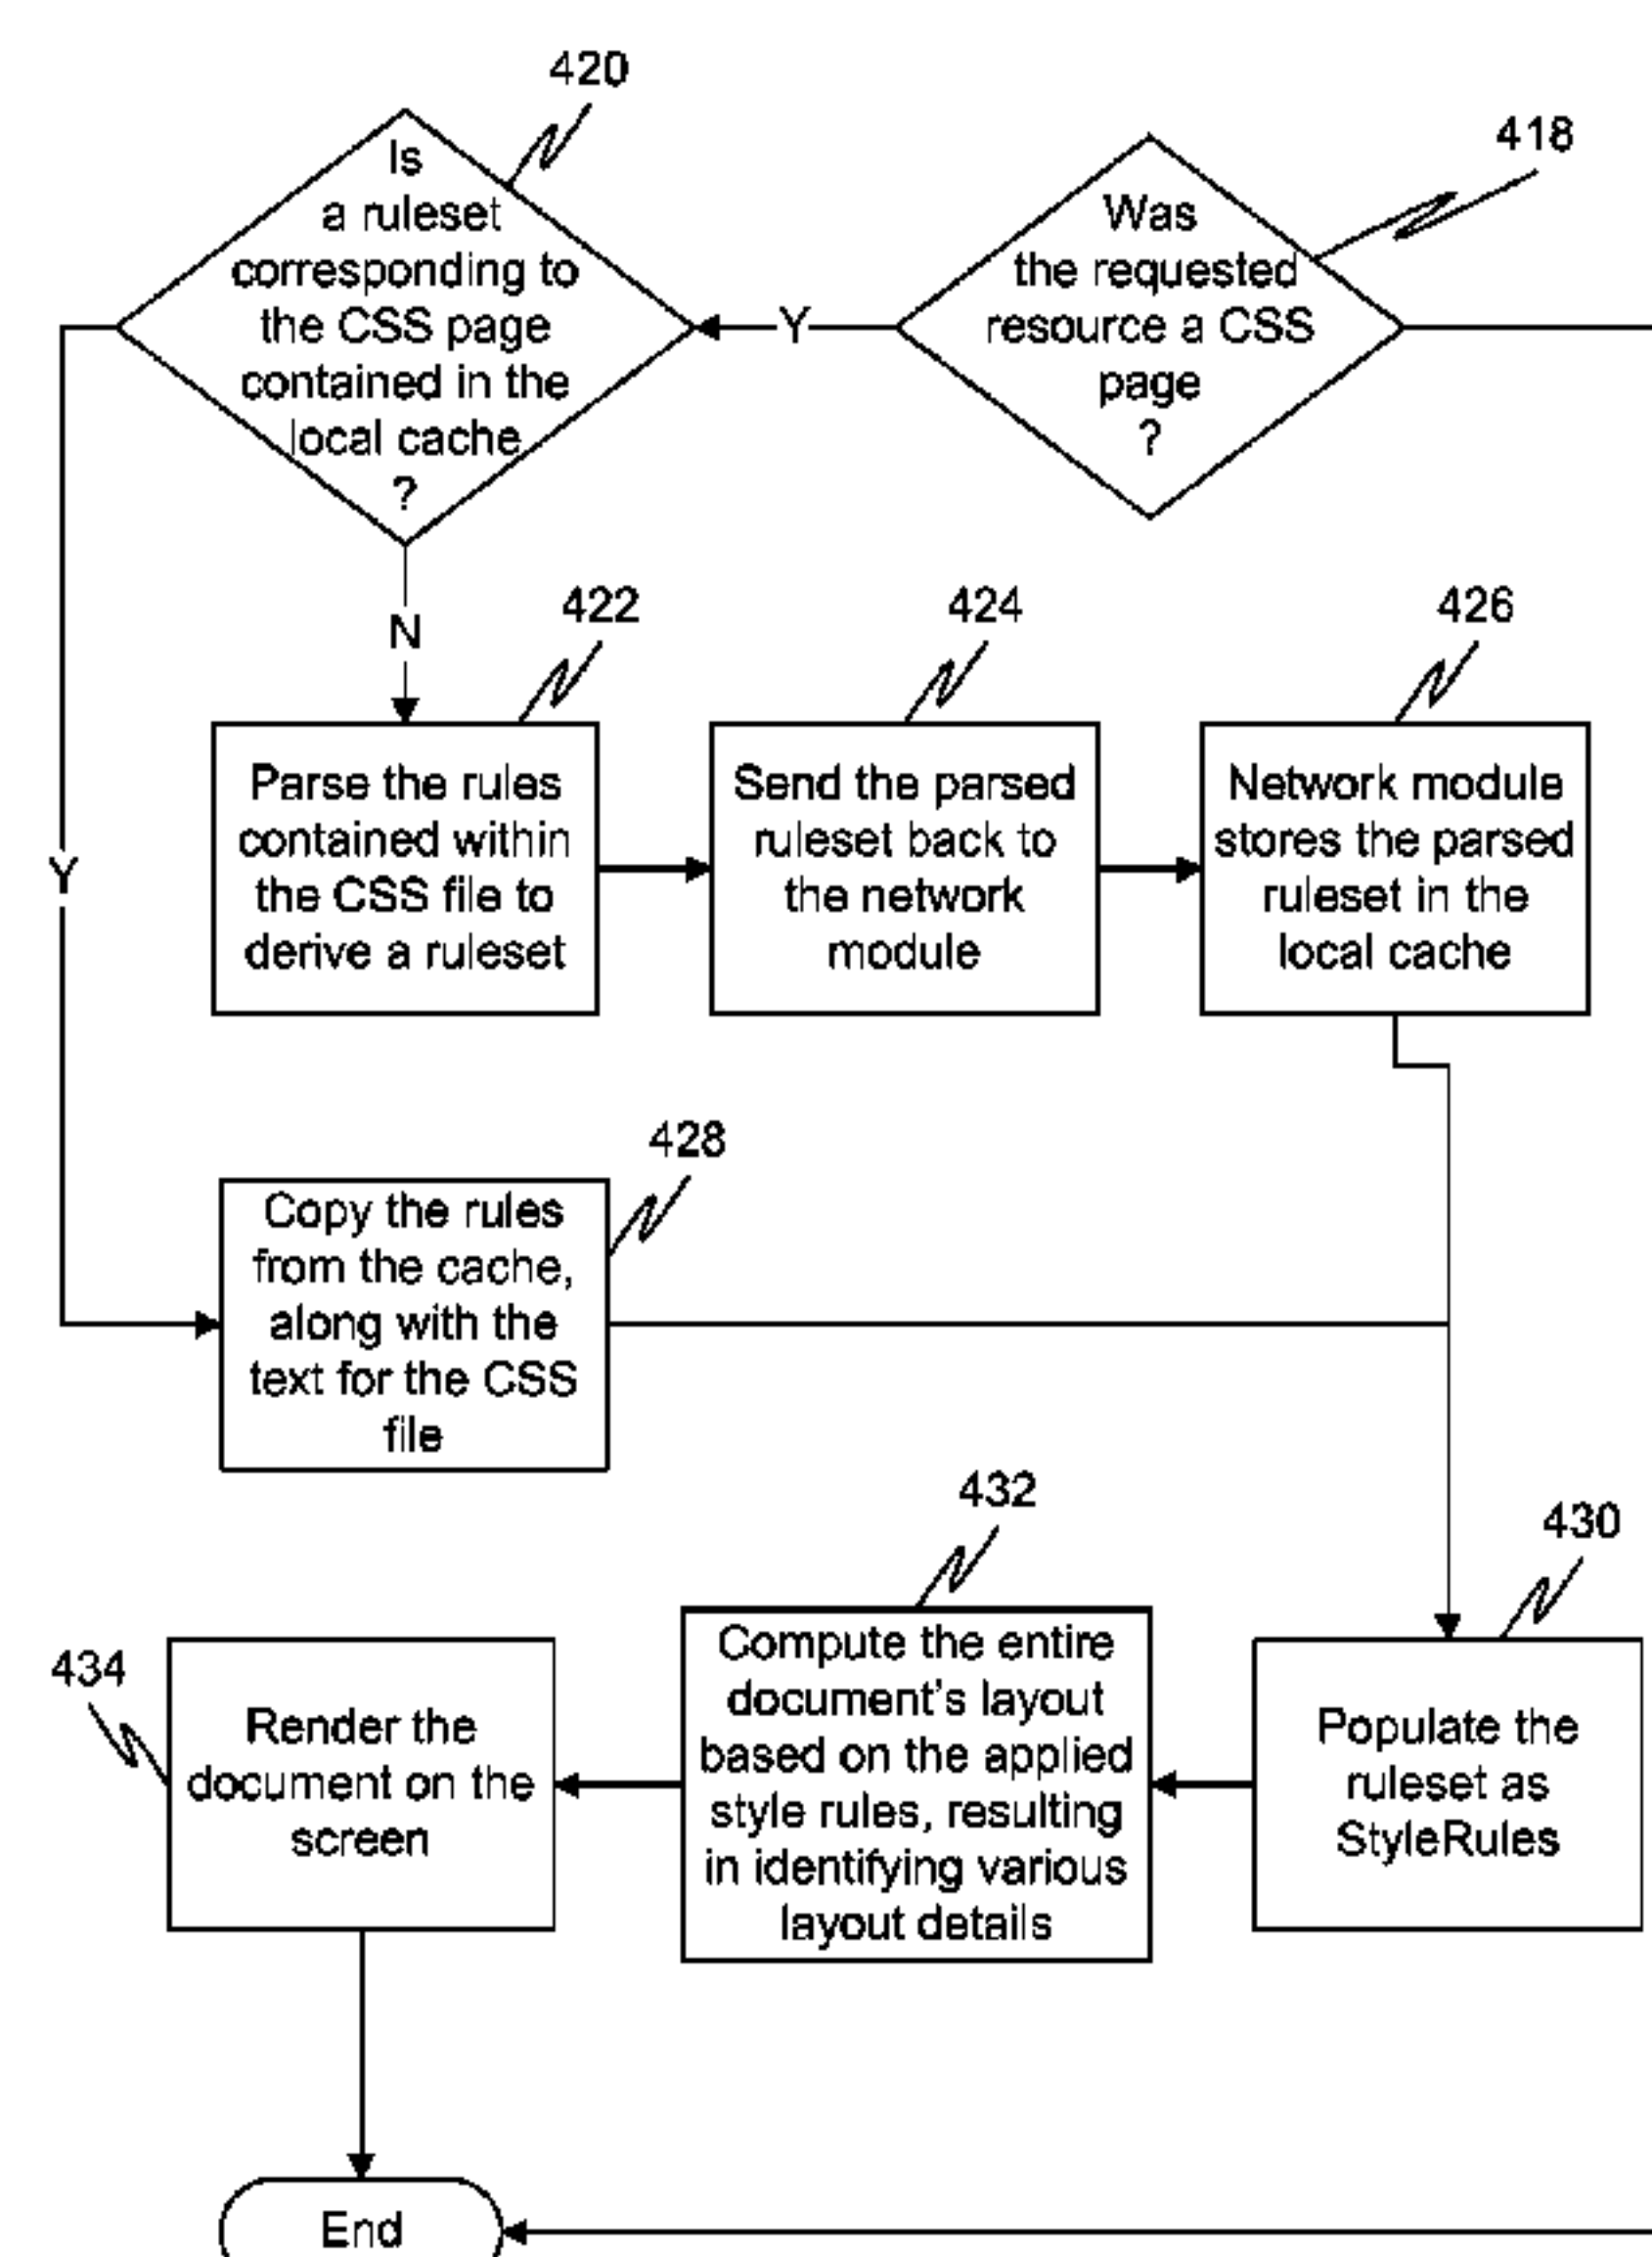 420
Is
a ruleset
corresponding to
the CSS page
contained in the
local cache
?
418
Was
the requested
resource a CSS
page
?
Y
N
Y
422
Parse the rules
contained within
the CSS file to
derive a ruleset
424
Send the parsed
ruleset back to
the network
module
426
Network module
stores the parsed
ruleset in the
local cache
428
Copy the rules
from the cache,
along with the
text for the CSS
file
430
Populate the
ruleset as
StyleRules
432
Compute the entire
document's layout
based on the applied
style rules, resulting
in identifying various
layout details
434
Render the
document on the
screen
End